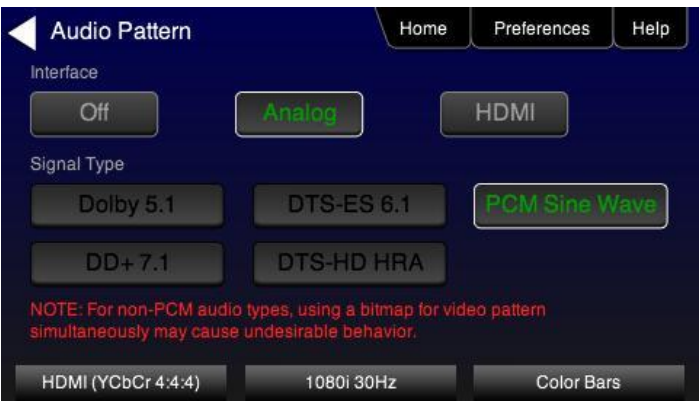 Audio Pattern
Home
Preferences
Help
Interface
Off
Analog
HDMI
Signal Type
Dolby 5.1
DTS-ES 6.1
PCM Sine Wave
DD+ 7.1
DTS-HD HRA
NOTE: For non-PCM audio types, using a bitmap for video pattern
simultaneously may cause undesirable behavior.
HDMI (YCbCr 4:4:4)
1080i 30Hz
Color Bars